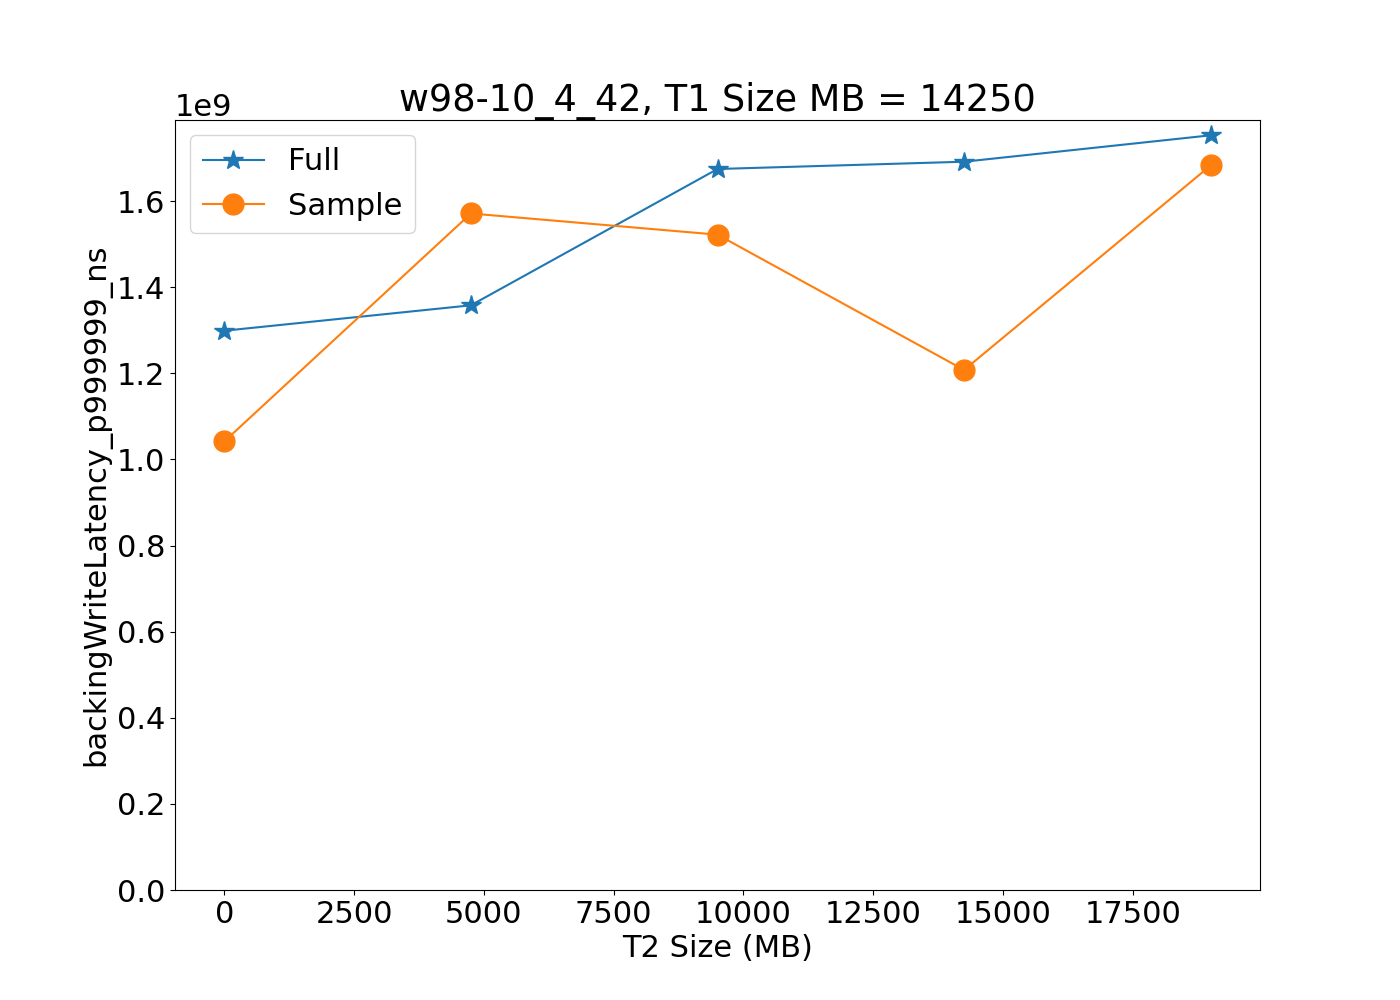 w98-10_4_42, T1 Size MB = 14250
1e9
Full
Sample
1.6
1.4
1.2
1.0
0.8
0.6
0.4
0.2
0.0
backingWriteLatency_p999999_ns
0 2500 5000 7500 10000 12500 15000 17500
T2 Size (MB)